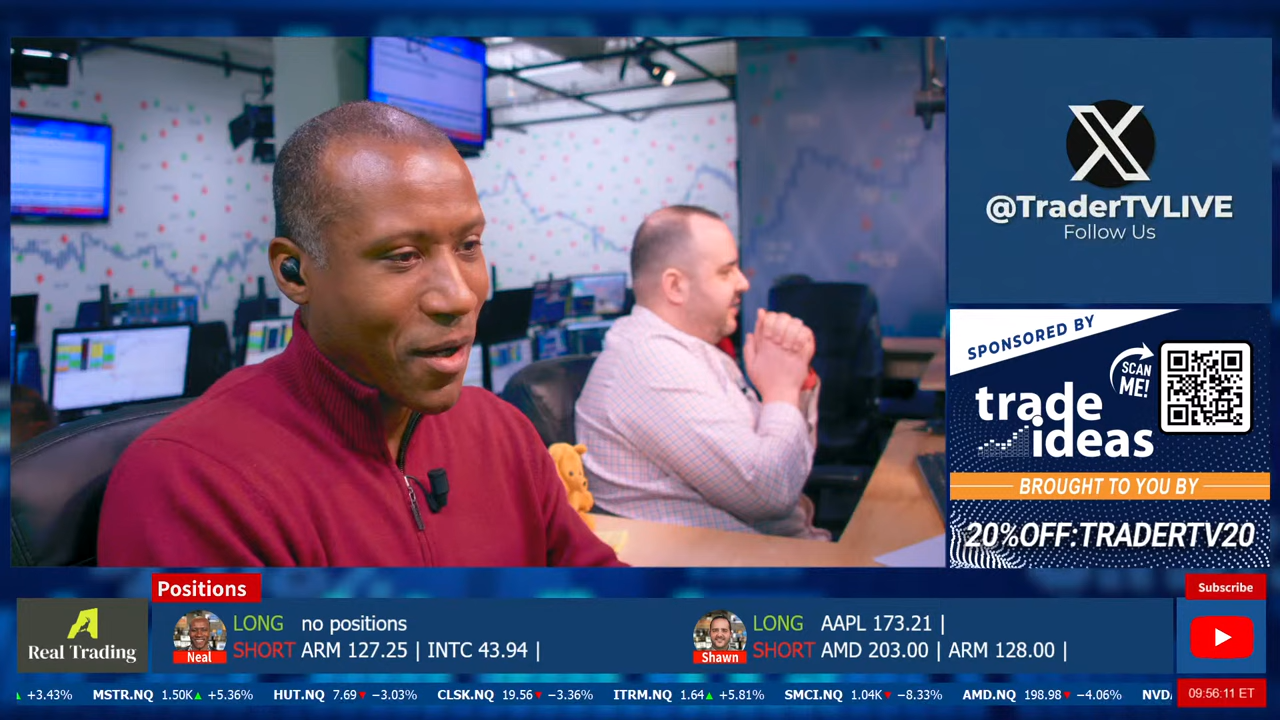 @TraderTVLIVE
Follow Us
SPONSORED BY
SCAN
ME!
trade
ideas
BROUGHT TO YOU BY
20%OFF:TRADERTV20
Positions
Real Trading
Neal
LONG no positions
SHORT ARM 127.25 | INTC 43.94 |
Shawn
LONG AAPL 173.21 |
SHORT AMD 203.00 | ARM 128.00 |
Subscribe
▲ +3.43% MSTR.NQ 1.50K▲ +5.36% HUT.NQ 7.69▼ −3.03% CLSK.NQ 19.56▼ −3.36% ITRM.NQ 1.64▲ +5.81% SMCI.NQ 1.04K▼ −8.33% AMD.NQ 198.98▼ −4.06% NVD
09:56:11 ET